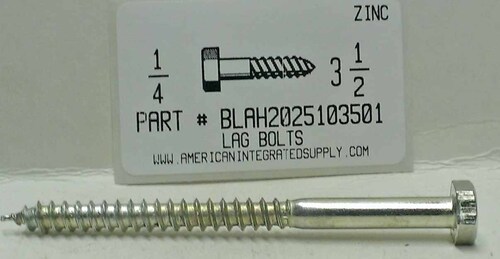 ZINC
1/4 3 1/2
PART # BLAH2025103501
LAG BOLTS
WWW.AMERICANINTEGRATEDSUPPLY.COM